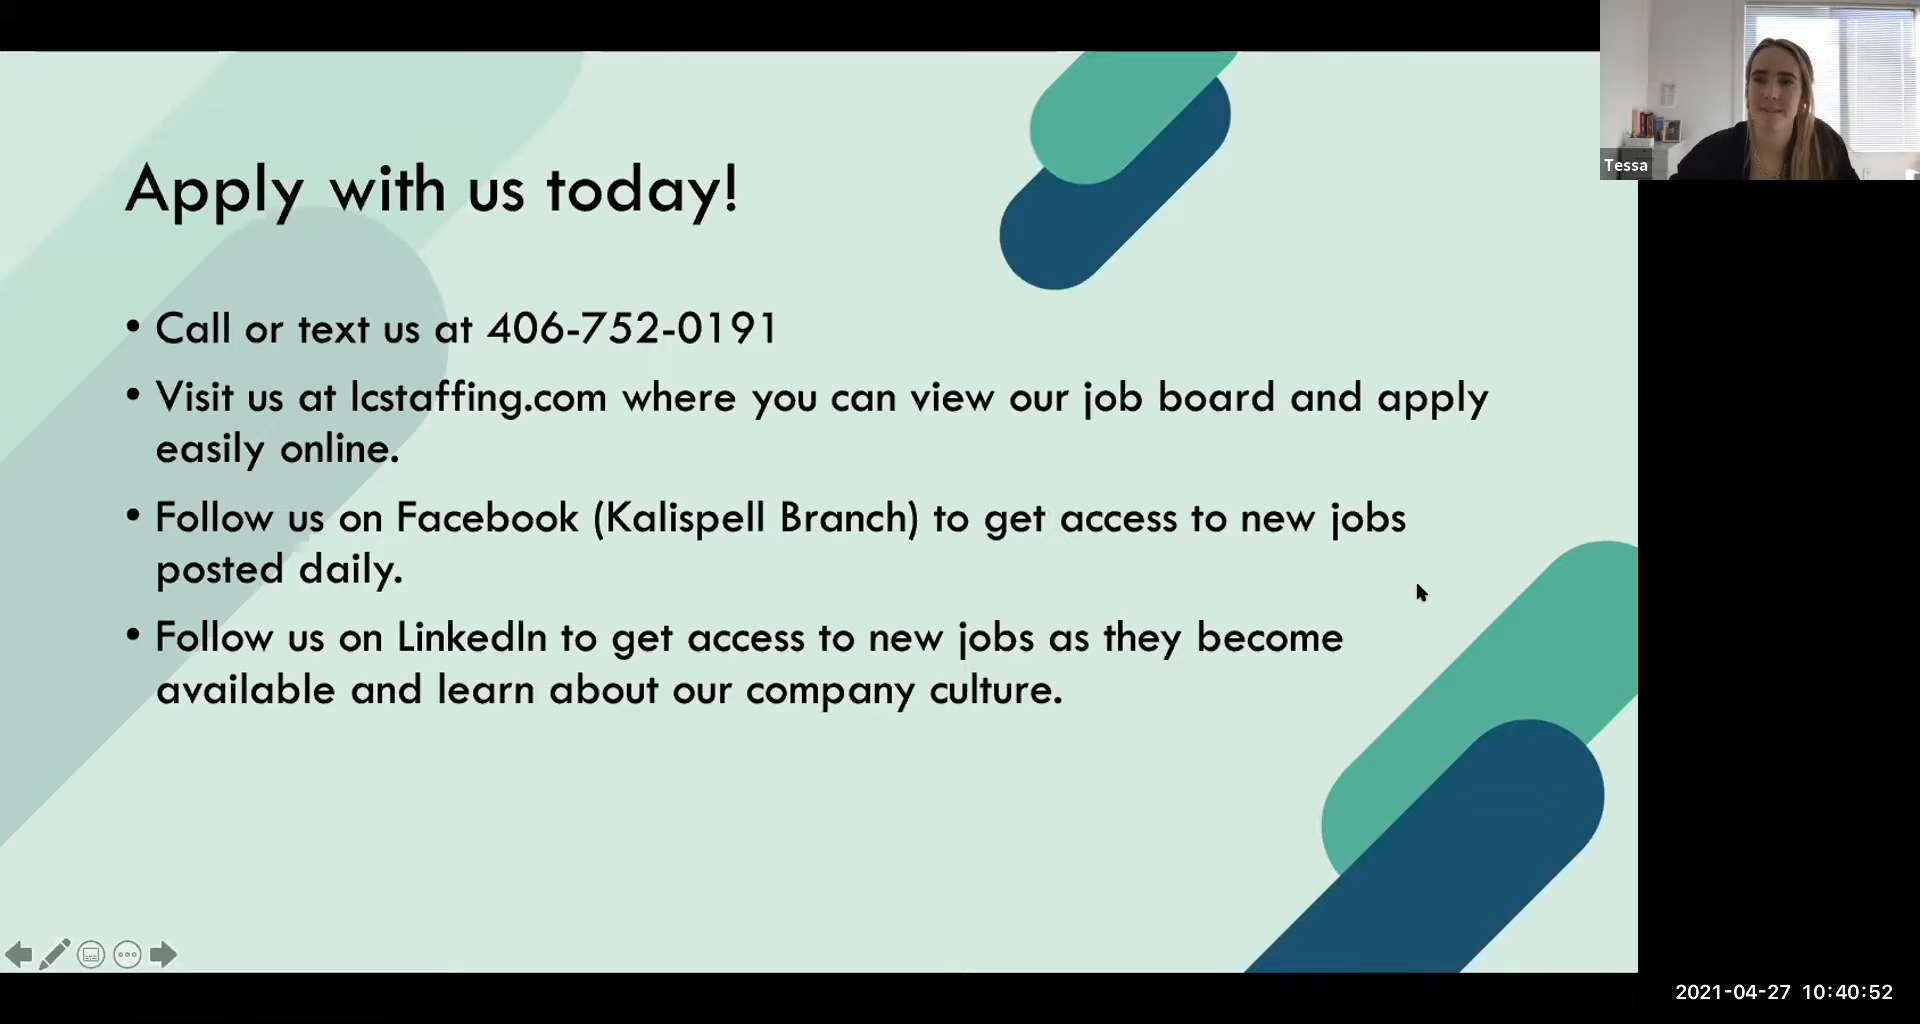 Apply with us today!
• Call or text us at 406-752-0191
• Visit us at lcstaffing.com where you can view our job board and apply
easily online.
• Follow us on Facebook (Kalispell Branch) to get access to new jobs
posted daily.
• Follow us on LinkedIn to get access to new jobs as they become
available and learn about our company culture.
Tessa
2021-04-27 10:40:52